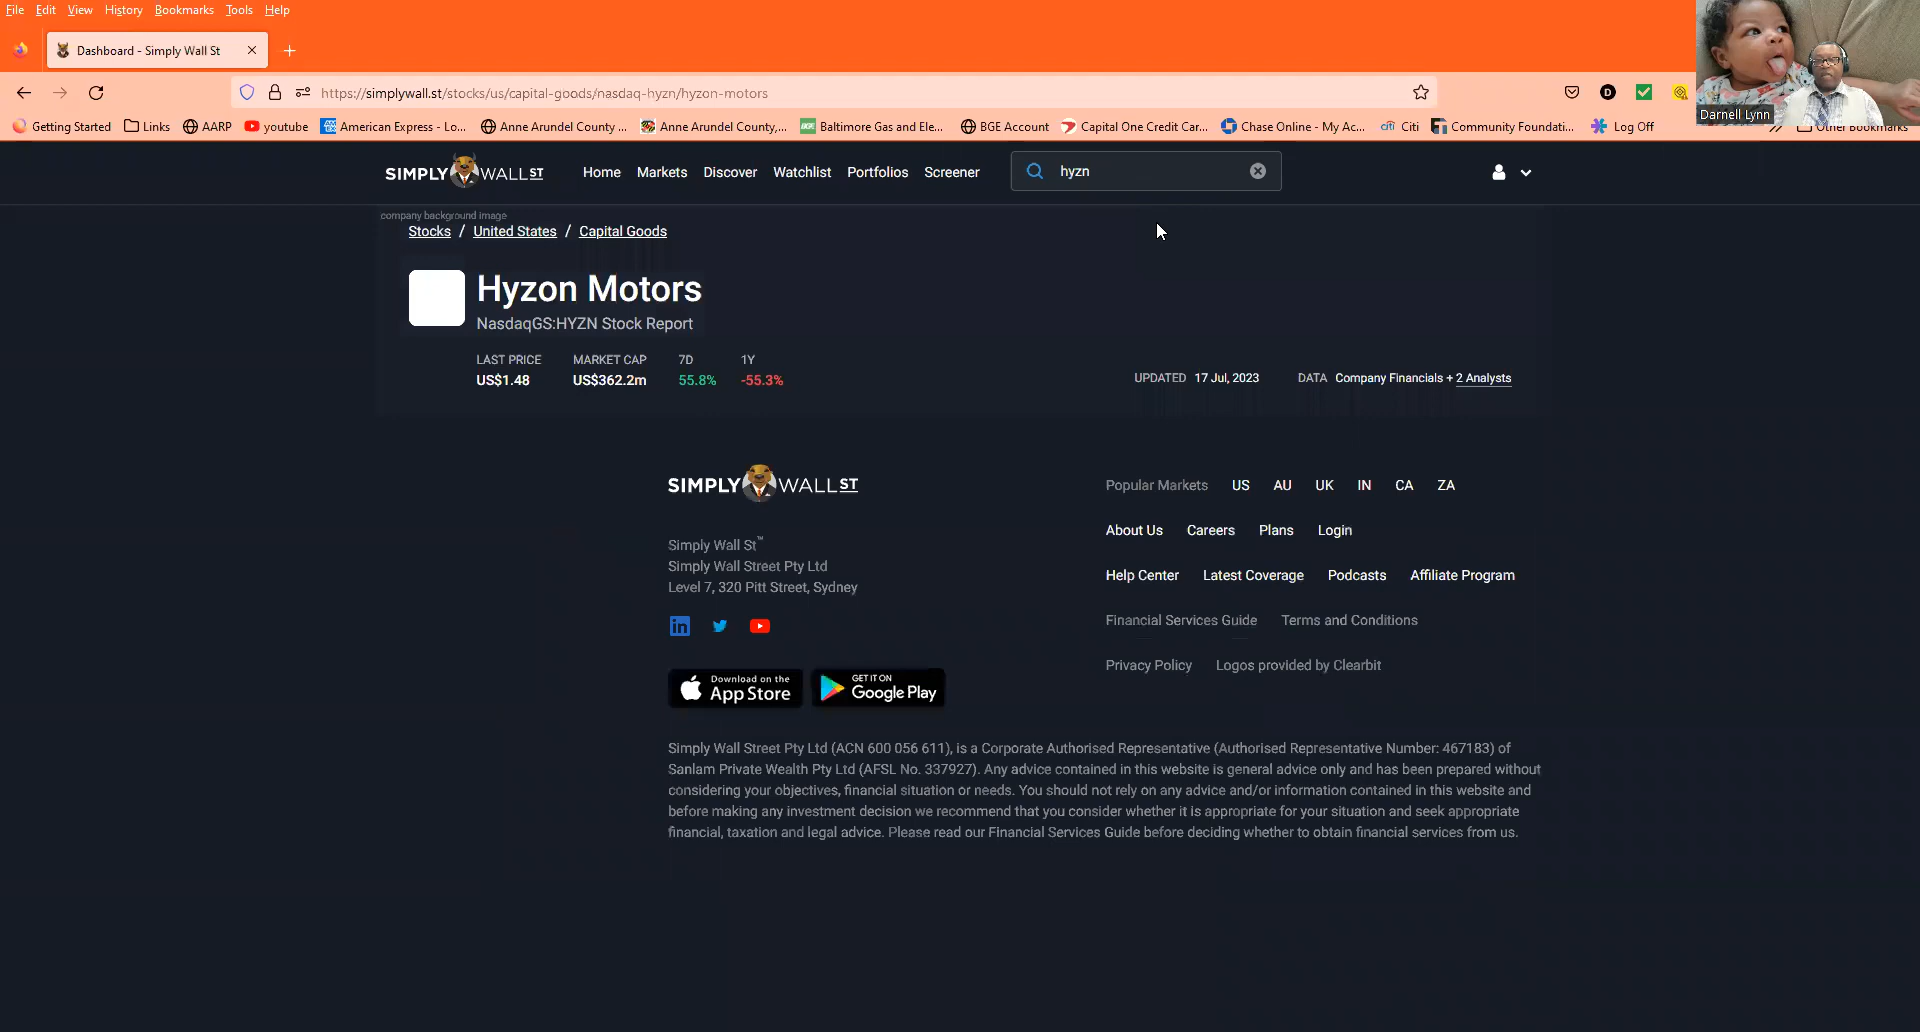 File Edit View History Bookmarks Tools Help
Dashboard - Simply Wall St
https://simplywall.st/stocks/us/capital-goods/nasdaq-hyzn/hyzon-motors
Darnell Lynn
Getting Started Links AARP youtube American Express - Lo... Anne Arundel County ... Anne Arundel County,... Baltimore Gas and Ele... BGE Account Capital One Credit Car... Chase Online - My Ac... Citi Community Foundati... Log Off Other Bookmarks
SIMPLY WALL ST Home Markets Discover Watchlist Portfolios Screener hyzn
company background image
Stocks / United States / Capital Goods
Hyzon Motors
NasdaqGS:HYZN Stock Report
LAST PRICE MARKET CAP 7D 1Y
US$1.48 US$362.2m 55.8% -55.3%
UPDATED 17 Jul, 2023 DATA Company Financials + 2 Analysts
SIMPLY WALL ST
Simply Wall St™
Simply Wall Street Pty Ltd
Level 7, 320 Pitt Street, Sydney
Download on the
App Store
GET IT ON
Google Play
Popular Markets US AU UK IN CA ZA
About Us Careers Plans Login
Help Center Latest Coverage Podcasts Affiliate Program
Financial Services Guide Terms and Conditions
Privacy Policy Logos provided by Clearbit
Simply Wall Street Pty Ltd (ACN 600 056 611), is a Corporate Authorised Representative (Authorised Representative Number: 467183) of
Sanlam Private Wealth Pty Ltd (AFSL No. 337927). Any advice contained in this website is general advice only and has been prepared without
considering your objectives, financial situation or needs. You should not rely on any advice and/or information contained in this website and
before making any investment decision we recommend that you consider whether it is appropriate for your situation and seek appropriate
financial, taxation and legal advice. Please read our Financial Services Guide before deciding whether to obtain financial services from us.